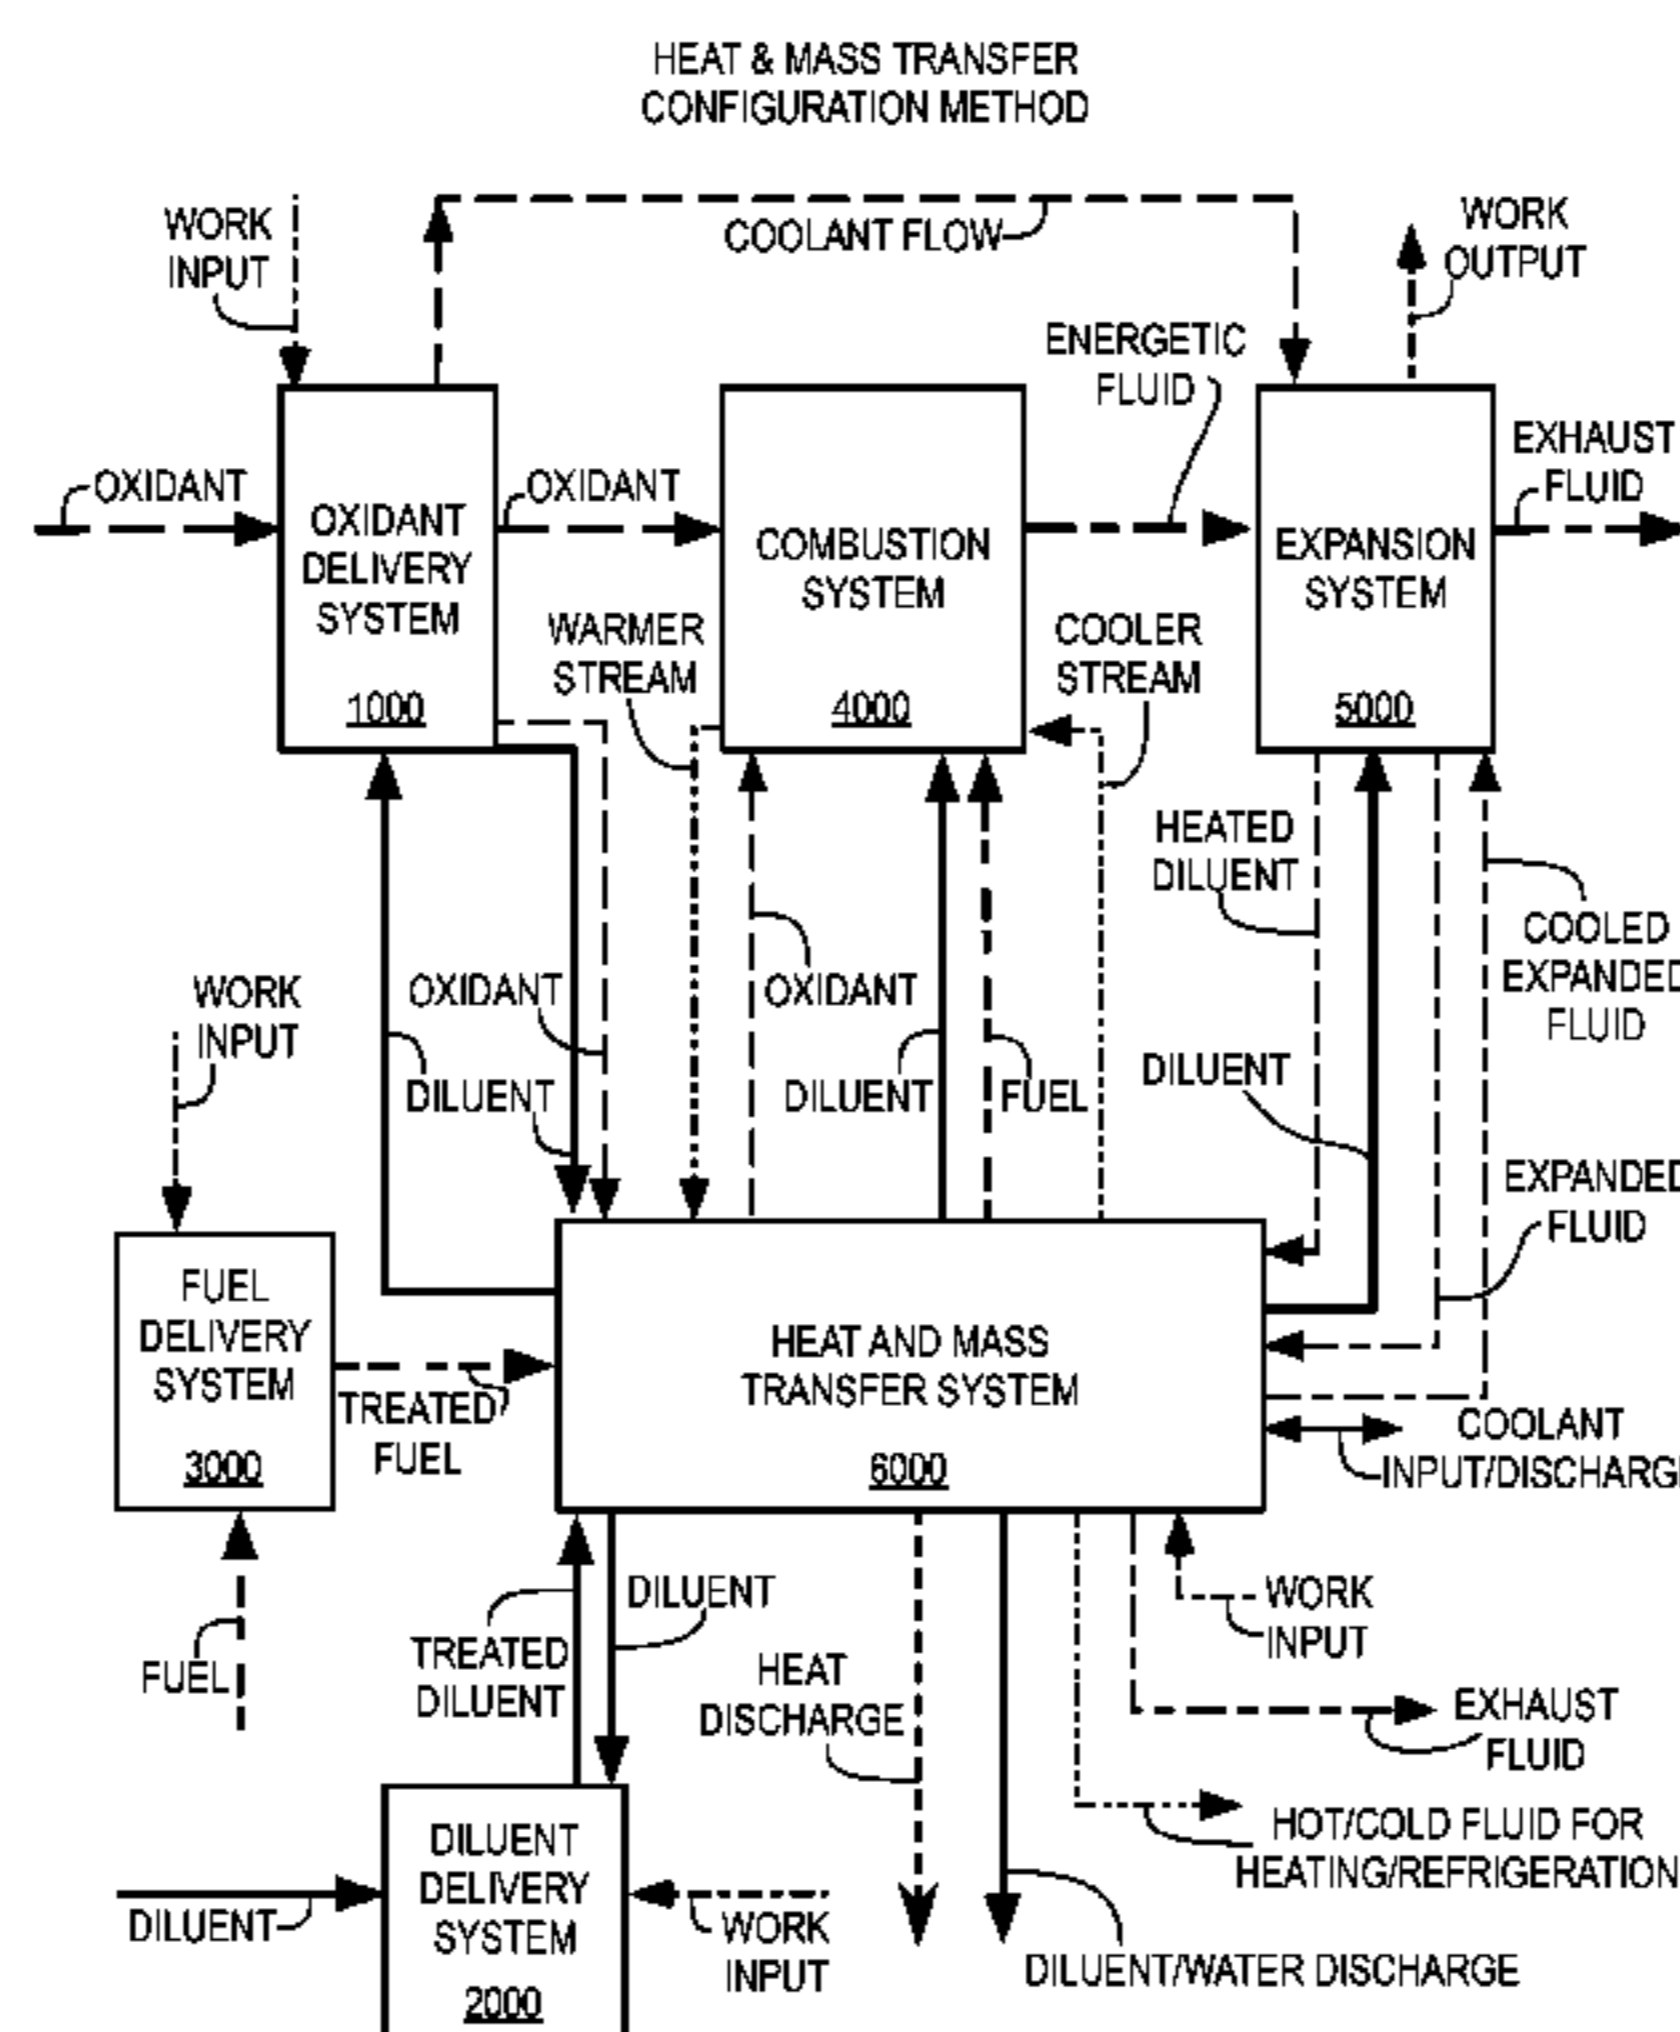 HEAT & MASS TRANSFER
CONFIGURATION METHOD
WORK
INPUT
COOLANT FLOW
WORK
OUTPUT
ENERGETIC
FLUID
OXIDANT
OXIDANT
EXHAUST
FLUID
OXIDANT
DELIVERY
SYSTEM
1000
COMBUSTION
SYSTEM
4000
EXPANSION
SYSTEM
5000
WARMER
STREAM
COOLER
STREAM
HEATED
DILUENT
COOLED
EXPANDED
FLUID
WORK
INPUT
OXIDANT
DILUENT
OXIDANT
DILUENT
FUEL
DILUENT
EXPANDED
FLUID
FUEL
DELIVERY
SYSTEM
3000
TREATED
FUEL
HEAT AND MASS
TRANSFER SYSTEM
6000
COOLANT
INPUT/DISCHARGE
FUEL
TREATED
DILUENT
DILUENT
HEAT
DISCHARGE
WORK
INPUT
EXHAUST
FLUID
HOT/COLD FLUID FOR
HEATING/REFRIGERATION
DILUENT
DILUENT
DELIVERY
SYSTEM
2000
WORK
INPUT
DILUENT/WATER DISCHARGE